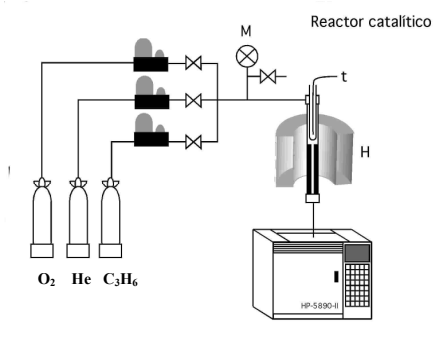 Reactor catalítico
M
t
H
O₂ He C₃H₆
HP-5890-II